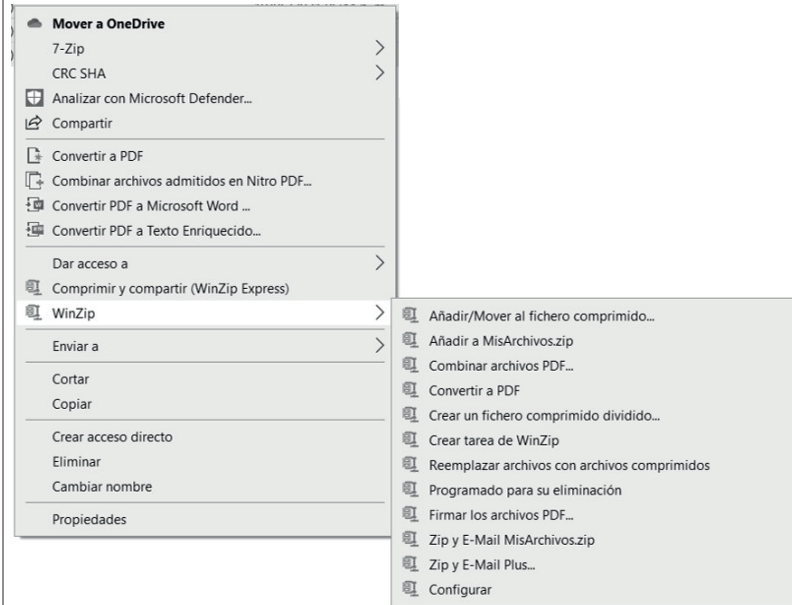 Mover a OneDrive
7-Zip
CRC SHA
Analizar con Microsoft Defender...
Compartir
Convertir a PDF
Combinar archivos admitidos en Nitro PDF...
Convertir PDF a Microsoft Word ...
Convertir PDF a Texto Enriquecido...
Dar acceso a
Comprimir y compartir (WinZip Express)
WinZip
Enviar a
Cortar
Copiar
Crear acceso directo
Eliminar
Cambiar nombre
Propiedades
Añadir/Mover al fichero comprimido...
Añadir a MisArchivos.zip
Combinar archivos PDF...
Convertir a PDF
Crear un fichero comprimido dividido...
Crear tarea de WinZip
Reemplazar archivos con archivos comprimidos
Programado para su eliminación
Firmar los archivos PDF...
Zip y E-Mail MisArchivos.zip
Zip y E-Mail Plus...
Configurar